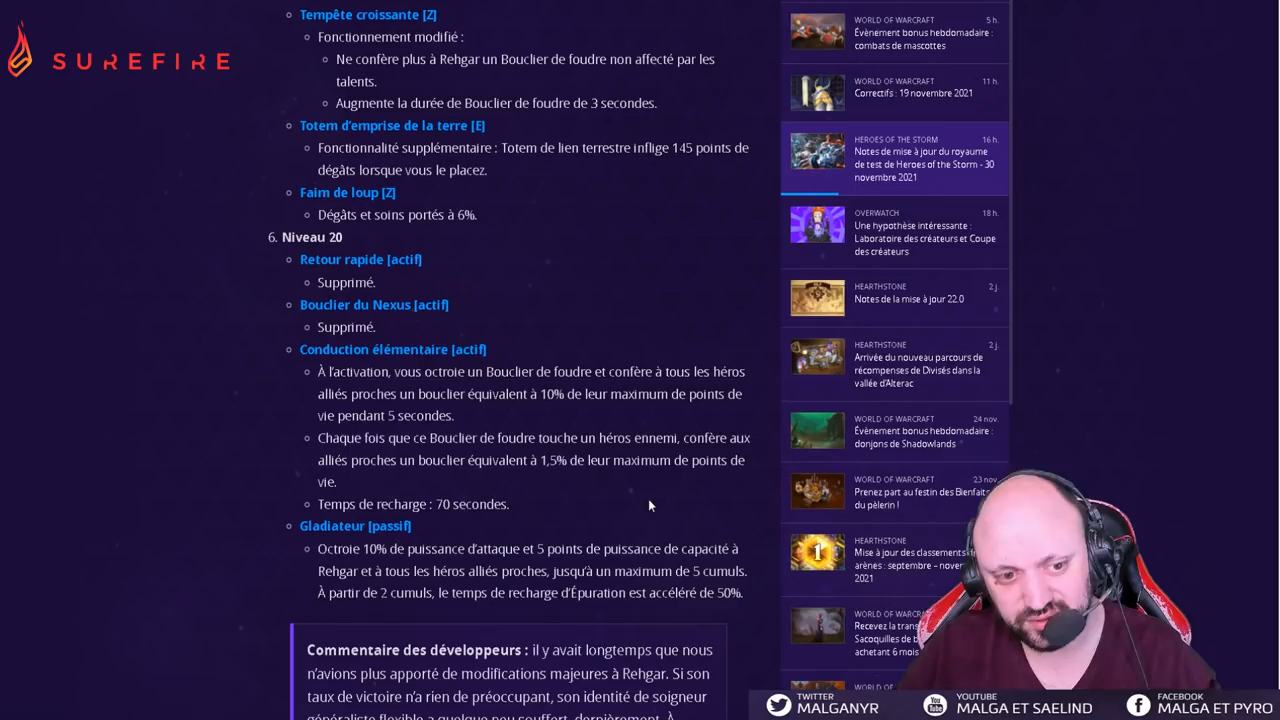 SUREFIRE
Tempête croissante [Z]
Fonctionnement modifié :
Ne confère plus à Rehgar un Bouclier de foudre non affecté par les
talents.
Augmente la durée de Bouclier de foudre de 3 secondes.
Totem d’emprise de la terre [E]
Fonctionnalité supplémentaire : Totem de lien terrestre inflige 145 points de
dégâts lorsque vous le placez.
Faim de loup [Z]
Dégâts et soins portés à 6%.
6. Niveau 20
Retour rapide [actif]
Supprimé.
Bouclier du Nexus [actif]
Supprimé.
Conduction élémentaire [actif]
À l’activation, vous octroie un Bouclier de foudre et confère à tous les héros
alliés proches un bouclier équivalent à 10% de leur maximum de points de
vie pendant 5 secondes.
Chaque fois que ce Bouclier de foudre touche un héros ennemi, confère aux
alliés proches un bouclier équivalent à 1,5% de leur maximum de points de
vie.
Temps de recharge : 70 secondes.
Gladiateur [passif]
Octroie 10% de puissance d’attaque et 5 points de puissance de capacité à
Rehgar et à tous les héros alliés proches, jusqu’à un maximum de 5 cumuls.
À partir de 2 cumuls, le temps de recharge d’Épuration est accéléré de 50%.
Commentaire des développeurs : il y avait longtemps que nous
n’avions plus apporté de modifications majeures à Rehgar. Si son
taux de victoire n’a rien de préoccupant, son identité de soigneur
généraliste flexible a quelque peu souffert, dernièrement. À
WORLD OF WARCRAFT 5 h.
Évènement bonus hebdomadaire :
combats de mascottes
WORLD OF WARCRAFT 11 h.
Correctifs : 19 novembre 2021
HEROES OF THE STORM 16 h.
Notes de mise à jour du royaume
de test de Heroes of the Storm - 30
novembre 2021
OVERWATCH 18 h.
Une hypothèse intéressante :
Laboratoire des créateurs et Coupe
des créateurs
HEARTHSTONE 2 j.
Notes de la mise à jour 22.0
HEARTHSTONE 2 j.
Arrivée du nouveau parcours de
récompenses de Divisés dans la
vallée d’Alterac
WORLD OF WARCRAFT 24 nov.
Évènement bonus hebdomadaire :
donjons de Shadowlands
WORLD OF WARCRAFT 23 nov.
Prenez part au festin des Bienfaits
du pèlerin !
HEARTHSTONE
Mise à jour des classements
arènes : septembre –
2021
WORLD OF
Recevez la
Sacoquilles de
achetant 6 mois
WORLD OF
TWITTER
MALGANYR
YOUTUBE
MALGA ET SAELIND
FACEBOOK
MALGA ET PYRO